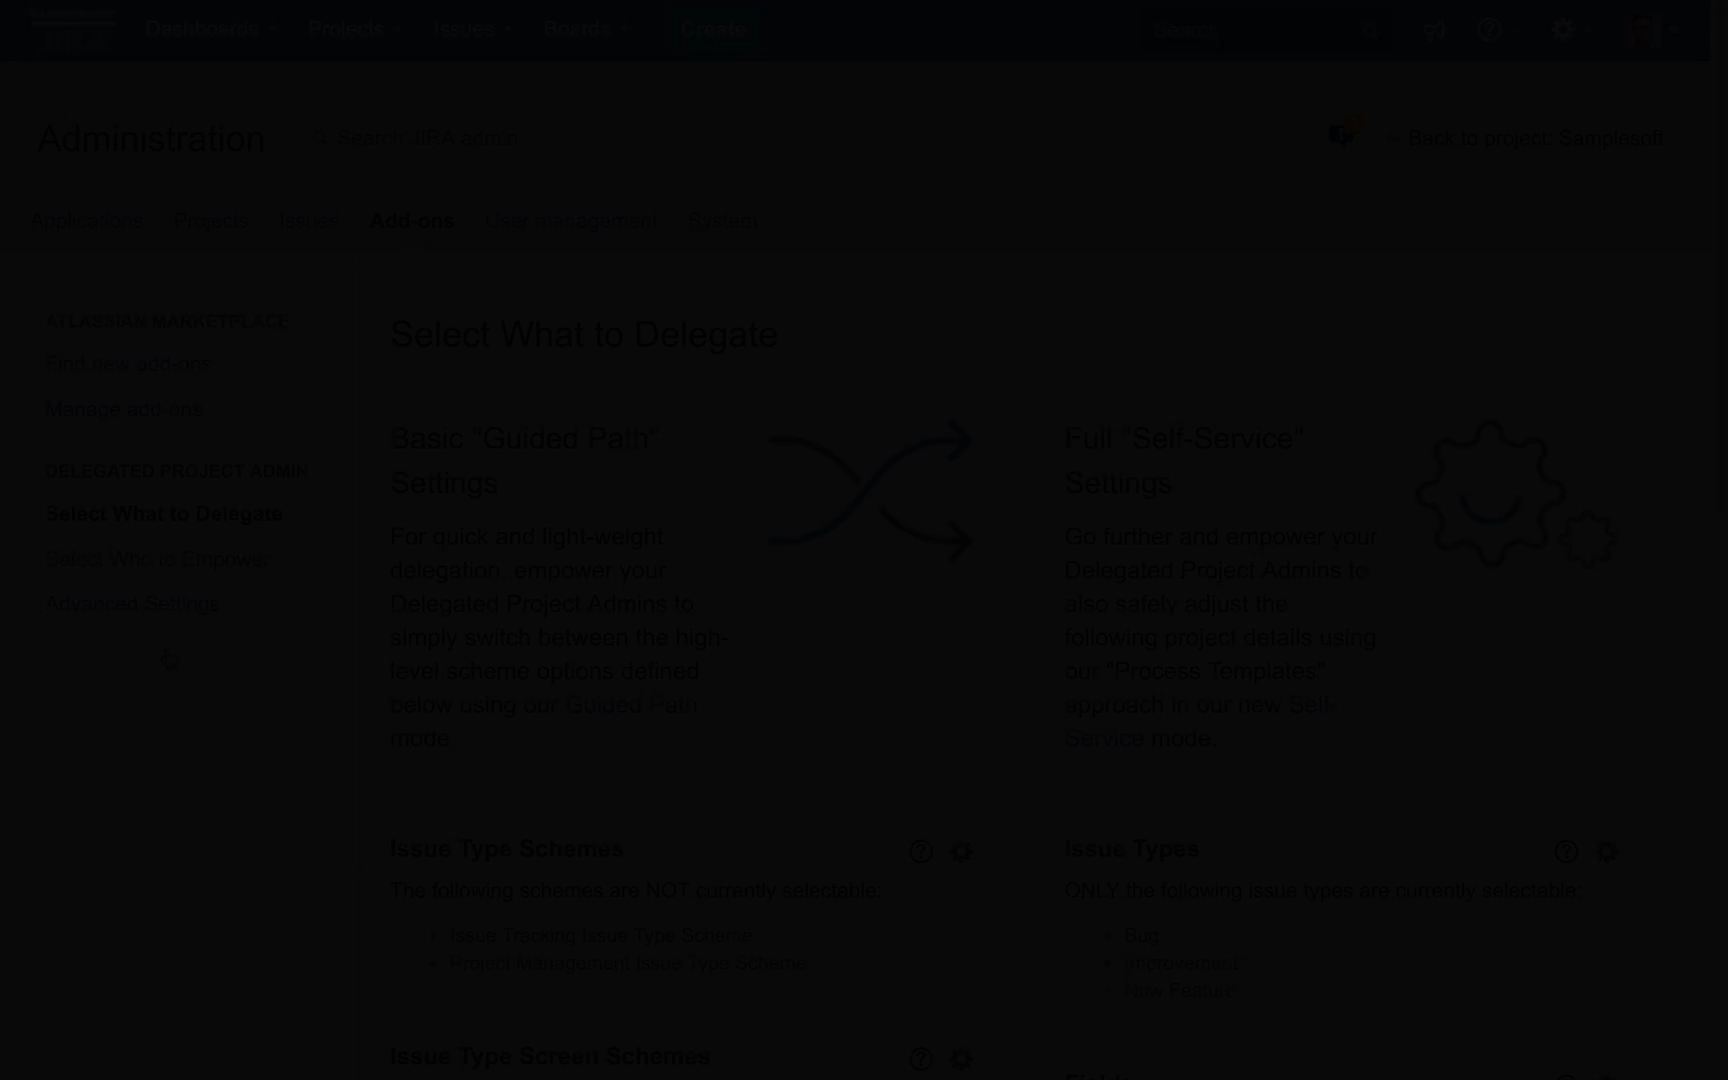 JIRA
Dashboards Projects Issues Boards Create Search
Administration Search JIRA admin Back to project: Samplesoft
Applications Projects Issues Add-ons User management System
ATLASSIAN MARKETPLACE
Find new add-ons
Manage add-ons
DELEGATED PROJECT ADMIN
Select What to Delegate
Select Who to Empower
Advanced Settings
Select What to Delegate
Basic "Guided Path"
Settings
For quick and light-weight
delegation, empower your
Delegated Project Admins to
simply switch between the high-
level scheme options defined
below using our Guided Path
mode.
Full "Self-Service"
Settings
Go further and empower your
Delegated Project Admins to
also safely adjust the
following project details using
our "Process Templates"
approach in our new Self-
Service mode.
Issue Type Schemes
The following schemes are NOT currently selectable:
Issue Tracking Issue Type Scheme
Project Management Issue Type Scheme
Issue Type Screen Schemes
Issue Types
ONLY the following issue types are currently selectable:
Bug
Improvement
New Feature